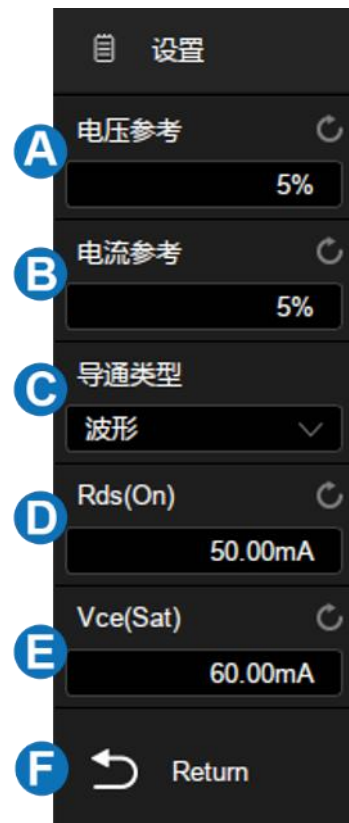 设置
A
电压参考
5%
B
电流参考
5%
C
导通类型
波形
D
Rds(On)
50.00mA
E
Vce(Sat)
60.00mA
F
Return